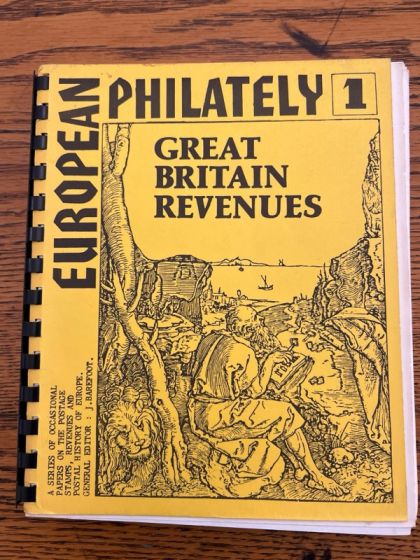 EUROPEAN
PHILATELY 1
GREAT
BRITAIN
REVENUES
A SERIES OF OCCASIONAL
PAPERS ON THE POSTAGE
STAMPS, REVENUES AND
POSTAL HISTORY OF EUROPE.
GENERAL EDITOR : J.BAREFOOT.